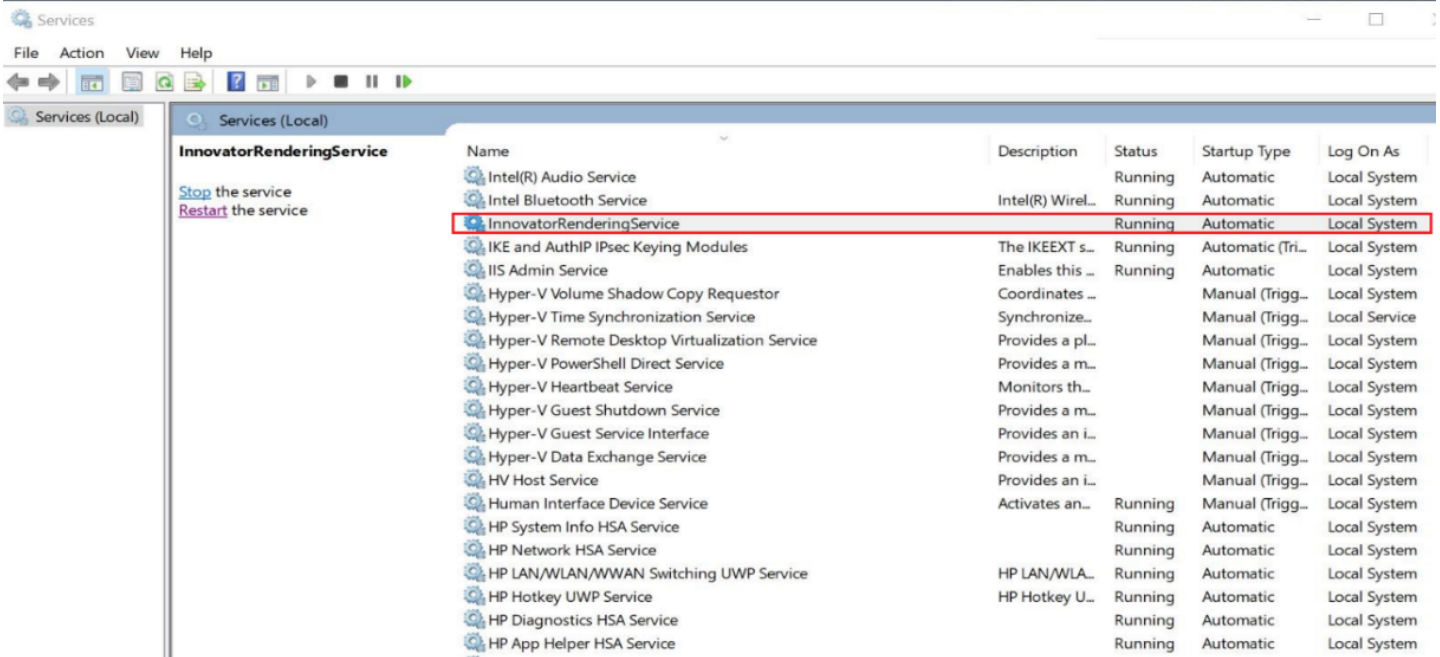 Services
File Action View Help
Services (Local)
Services (Local)
InnovatorRenderingService
Stop the service
Restart the service
Name Description Status Startup Type Log On As
Intel(R) Audio Service Running Automatic Local System
Intel Bluetooth Service Intel(R) Wirel... Running Automatic Local System
InnovatorRenderingService Running Automatic Local System
IKE and AuthIP IPsec Keying Modules The IKEEXT s... Running Automatic (Tri... Local System
IIS Admin Service Enables this ... Running Automatic Local System
Hyper-V Volume Shadow Copy Requestor Coordinates ... Manual (Trigg... Local System
Hyper-V Time Synchronization Service Synchronize... Manual (Trigg... Local Service
Hyper-V Remote Desktop Virtualization Service Provides a pl... Manual (Trigg... Local System
Hyper-V PowerShell Direct Service Provides a m... Manual (Trigg... Local System
Hyper-V Heartbeat Service Monitors th... Manual (Trigg... Local System
Hyper-V Guest Shutdown Service Provides a m... Manual (Trigg... Local System
Hyper-V Guest Service Interface Provides an i... Manual (Trigg... Local System
Hyper-V Data Exchange Service Provides a m... Manual (Trigg... Local System
HV Host Service Provides an i... Manual (Trigg... Local System
Human Interface Device Service Activates an... Running Manual (Trigg... Local System
HP System Info HSA Service Running Automatic Local System
HP Network HSA Service Running Automatic Local System
HP LAN/WLAN/WWAN Switching UWP Service HP LAN/WLA... Running Automatic Local System
HP Hotkey UWP Service HP Hotkey U... Running Automatic Local System
HP Diagnostics HSA Service Running Automatic Local System
HP App Helper HSA Service Running Automatic Local System